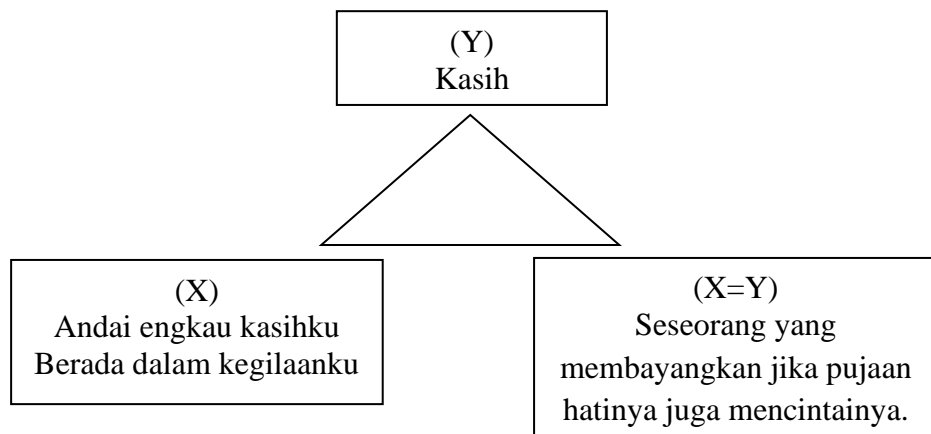 (Y)
Kasih
(X)
Andai engkau kasihku
Berada dalam kegilaanku
(X=Y)
Seseorang yang
membayangkan jika pujaan
hatinya juga mencintainya.